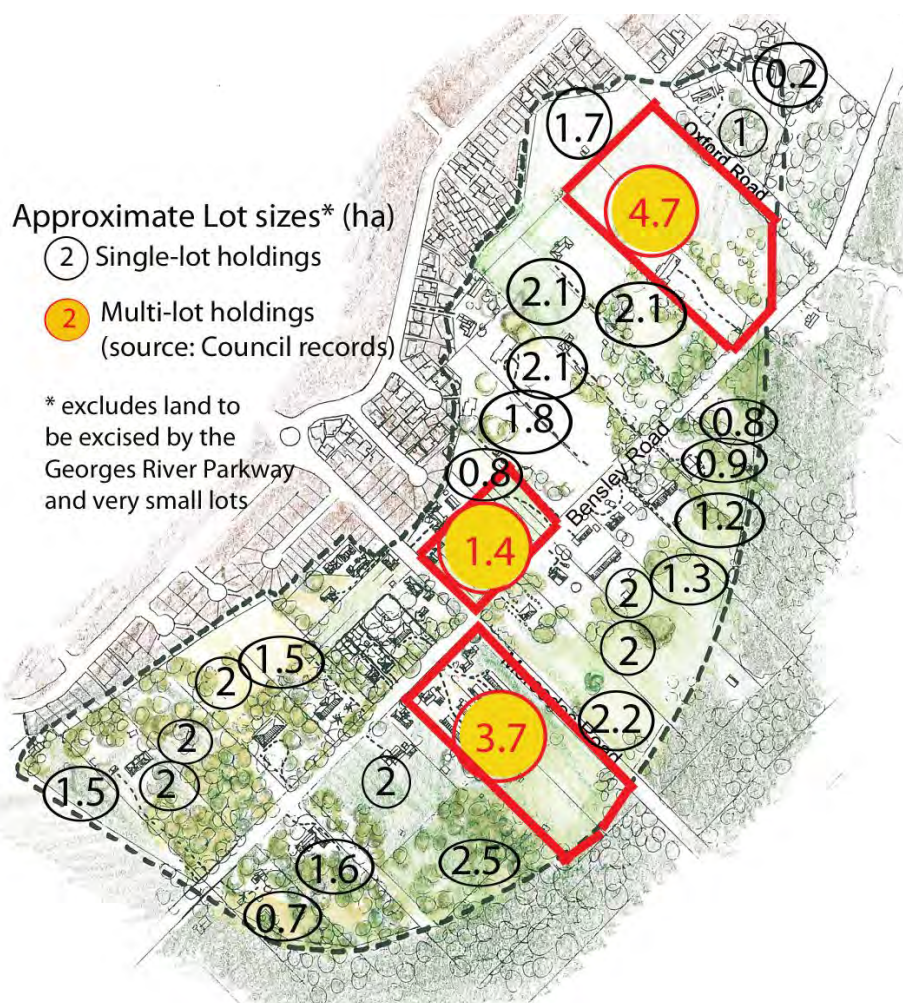 0.2
1.7
1
Oxford Road
4.7
Approximate Lot sizes* (ha)
2 Single-lot holdings
2 Multi-lot holdings
(source: Council records)
* excludes land to
be excised by the
Georges River Parkway
and very small lots
2.1
2.1
2.1
1.8
0.8
0.8
0.9
Bensley Road
1.2
1.4
1.3
2
2
1.5
2
2.2
2
3.7
1.5
2
2
1.6
2.5
0.7